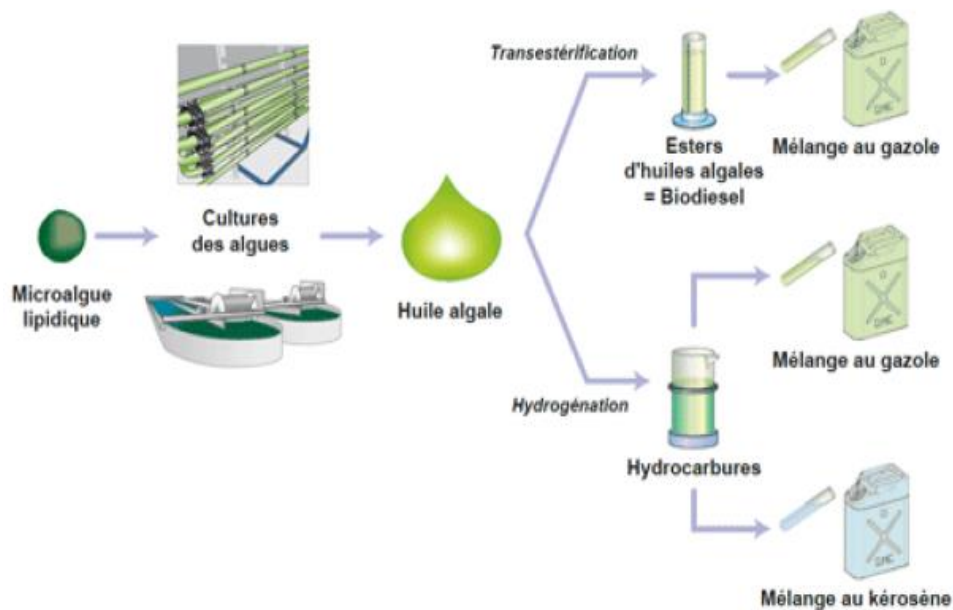 Transestérification
Esters
d'huiles algales
= Biodiesel
Mélange au gazole
Cultures
des algues
Microalgue
lipidique
Huile algale
Mélange au gazole
Hydrogénation
Hydrocarbures
Mélange au kérosène